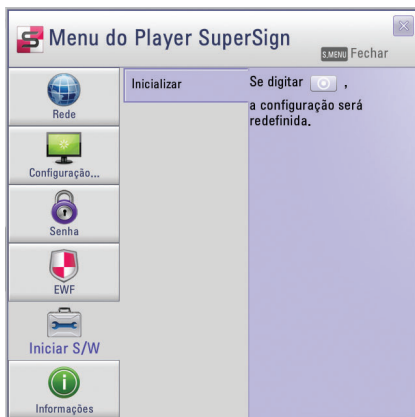 Menu do Player SuperSign
S.MENU Fechar
Rede
Configuração...
Senha
EWF
Iniciar S/W
Informações
Inicializar
Se digitar ,
a configuração será
redefinida.